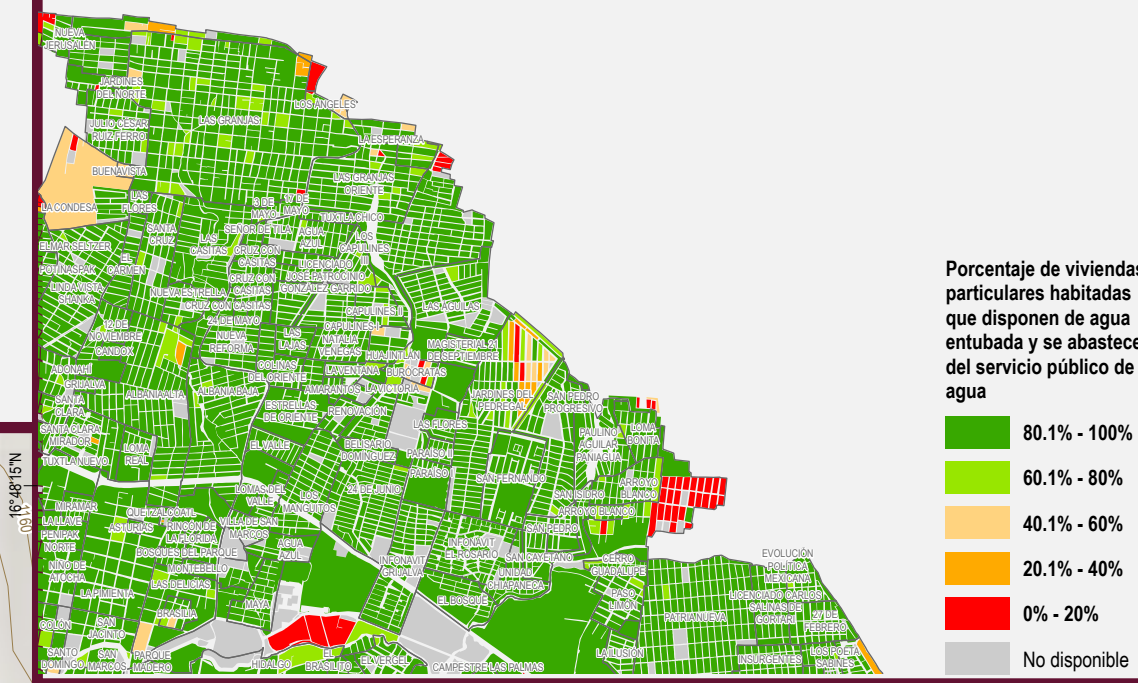 NUEVA
JERUSALÉN
JARDINES
DEL NORTE
LOS ÁNGELES
JULIO CÉSAR
RUIZ FERRO
LAS GRANJAS
LA ESPERANZA
BUENAVISTA
LAS GRANJAS
ORIENTE
LA CONDESA
LAS
FLORES
3 DE
MAYO
17 DE
MAYO
TUXTLA CHICO
SANTA
CRUZ
SEÑOR DE TILA
AGUA
AZUL
LOS
CAPULINES
III
ELMAR SELTZER
LAS
CASITAS
CRUZ CON
CASITAS
EL
CARMEN
POTINASPAK
LICENCIADO
JOSÉ PATROCINIO
GONZÁLEZ GARRIDO
CRUZ CON
CASITAS
LINDA VISTA
SHANKA
NUEVA ESTRELLA
CRUZ CON CASITAS
LAS ÁGUILAS
CAPULINES II
12 DE
NOVIEMBRE
24 DE MAYO
CAPULINES I
NUEVA
REFORMA
LAS
LAJAS
NATALIA
VENEGAS
MAGISTERIAL 21
DE SEPTIEMBRE
CANDOX
HUAJINTLÁN
COLINAS
DEL ORIENTE
LA VENTANA
BURÓCRATAS
ADONAHÍ
GRIJALVA
ALBANIA ALTA
ALBANIA BAJA
AMARANTOS
LA VICTORIA
JARDINES DEL
PEDREGAL
SAN PEDRO
PROGRESIVO
SANTA
CLARA
ESTRELLAS
DE ORIENTE
RENOVACIÓN
LAS FLORES
SANTA CLARA
MIRADOR
PAULINO
AGUILAR
PANIAGUA
LOMA
BONITA
EL VALLE
BELISARIO
DOMÍNGUEZ
PARAÍSO II
LOMA
REAL
TUXTLA NUEVO
PARAÍSO I
SAN FERNANDO
ARROYO
BLANCO
LOMAS DEL
VALLE
LOS
MANGUITOS
24 DE JUNIO
SAN ISIDRO
ARROYO BLANCO
MIRAMAR
QUETZALCÓATL
LA LLAVE
ASTURIAS
RINCÓN DE
LA FLORIDA
VILLA DE SAN
MARCOS
SAN PEDRO
PENIPAK
NORTE
AGUA
AZUL
INFONAVIT
EL ROSARIO
BOSQUES DEL PARQUE
SAN CAYETANO
INFONAVIT
GRIJALVA
CERRO
GUADALUPE
EVOLUCIÓN
POLÍTICA
MEXICANA
NIÑO DE
ATOCHA
MONTEBELLO
UNIDAD
CHIAPANECA
LA PIMIENTA
LAS DELICIAS
EL BOSQUE
PASO
LIMÓN
LICENCIADO CARLOS
SALINAS DE
GORTARI
MAYA
BRASILIA
PATRIA NUEVA
27 DE
FEBRERO
COLÓN
SAN
JACINTO
SANTO
DOMINGO
SAN
MARCOS
PARQUE
MADERO
HIDALGO
EL
BRASILITO
EL VERGEL
CAMPESTRE LAS PALMAS
LA ILUSIÓN
INSURGENTES
LOS POETA
SABINES
16°48'15"N
1160
Porcentaje de viviendas
particulares habitadas
que disponen de agua
entubada y se abastece
del servicio público de
agua
80.1% - 100%
60.1% - 80%
40.1% - 60%
20.1% - 40%
0% - 20%
No disponible